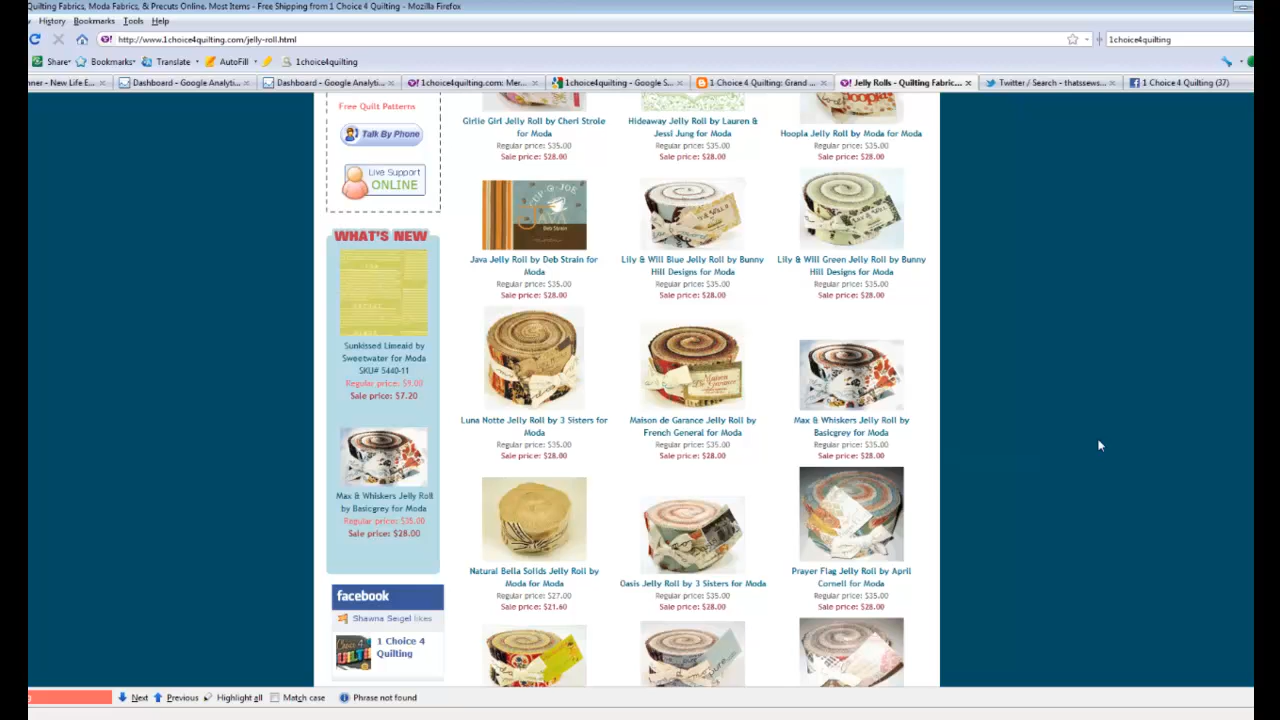 Quilting Fabrics, Moda Fabrics, & Precuts Online. Most Items - Free Shipping from 1 Choice 4 Quilting - Mozilla Firefox
History Bookmarks Tools Help
http://www.1choice4quilting.com/jelly-roll.html
1choice4quilting
Share Bookmarks Translate AutoFill 1choice4quilting
nner - New Life E...
Dashboard - Google Analyti...
Dashboard - Google Analyti...
1choice4quilting.com: Mer...
1choice4quilting - Google S...
1 Choice 4 Quilting: Grand ...
Jelly Rolls - Quilting Fabric...
Twitter / Search - thatssews...
1 Choice 4 Quilting (37)
Free Quilt Patterns
Talk By Phone
Live Support
ONLINE
WHAT'S NEW
Sunkissed Limeaid by
Sweetwater for Moda
SKU# 5440-11
Regular price: $9.00
Sale price: $7.20
Max & Whiskers Jelly Roll
by Basicgrey for Moda
Regular price: $35.00
Sale price: $28.00
facebook
Shawna Seigel likes
1 Choice 4
Quilting
Girlie Girl Jelly Roll by Cheri Strole
for Moda
Regular price: $35.00
Sale price: $28.00
Hideaway Jelly Roll by Lauren &
Jessi Jung for Moda
Regular price: $35.00
Sale price: $28.00
Hoopla
Hoopla Jelly Roll by Moda for Moda
Regular price: $35.00
Sale price: $28.00
CUP O JOE
JAVA
Deb Strain
Java Jelly Roll by Deb Strain for
Moda
Regular price: $35.00
Sale price: $28.00
Lily & Will Blue Jelly Roll by Bunny
Hill Designs for Moda
Regular price: $35.00
Sale price: $28.00
Lily & Will Green Jelly Roll by Bunny
Hill Designs for Moda
Regular price: $35.00
Sale price: $28.00
Luna Notte Jelly Roll by 3 Sisters for
Moda
Regular price: $35.00
Sale price: $28.00
Maison de Garance Jelly Roll by
French General for Moda
Regular price: $35.00
Sale price: $28.00
Max & Whiskers Jelly Roll by
Basicgrey for Moda
Regular price: $35.00
Sale price: $28.00
Natural Bella Solids Jelly Roll by
Moda for Moda
Regular price: $27.00
Sale price: $21.60
Oasis Jelly Roll by 3 Sisters for Moda
Regular price: $35.00
Sale price: $28.00
Prayer Flag Jelly Roll by April
Cornell for Moda
Regular price: $35.00
Sale price: $28.00
Next Previous Highlight all Match case Phrase not found